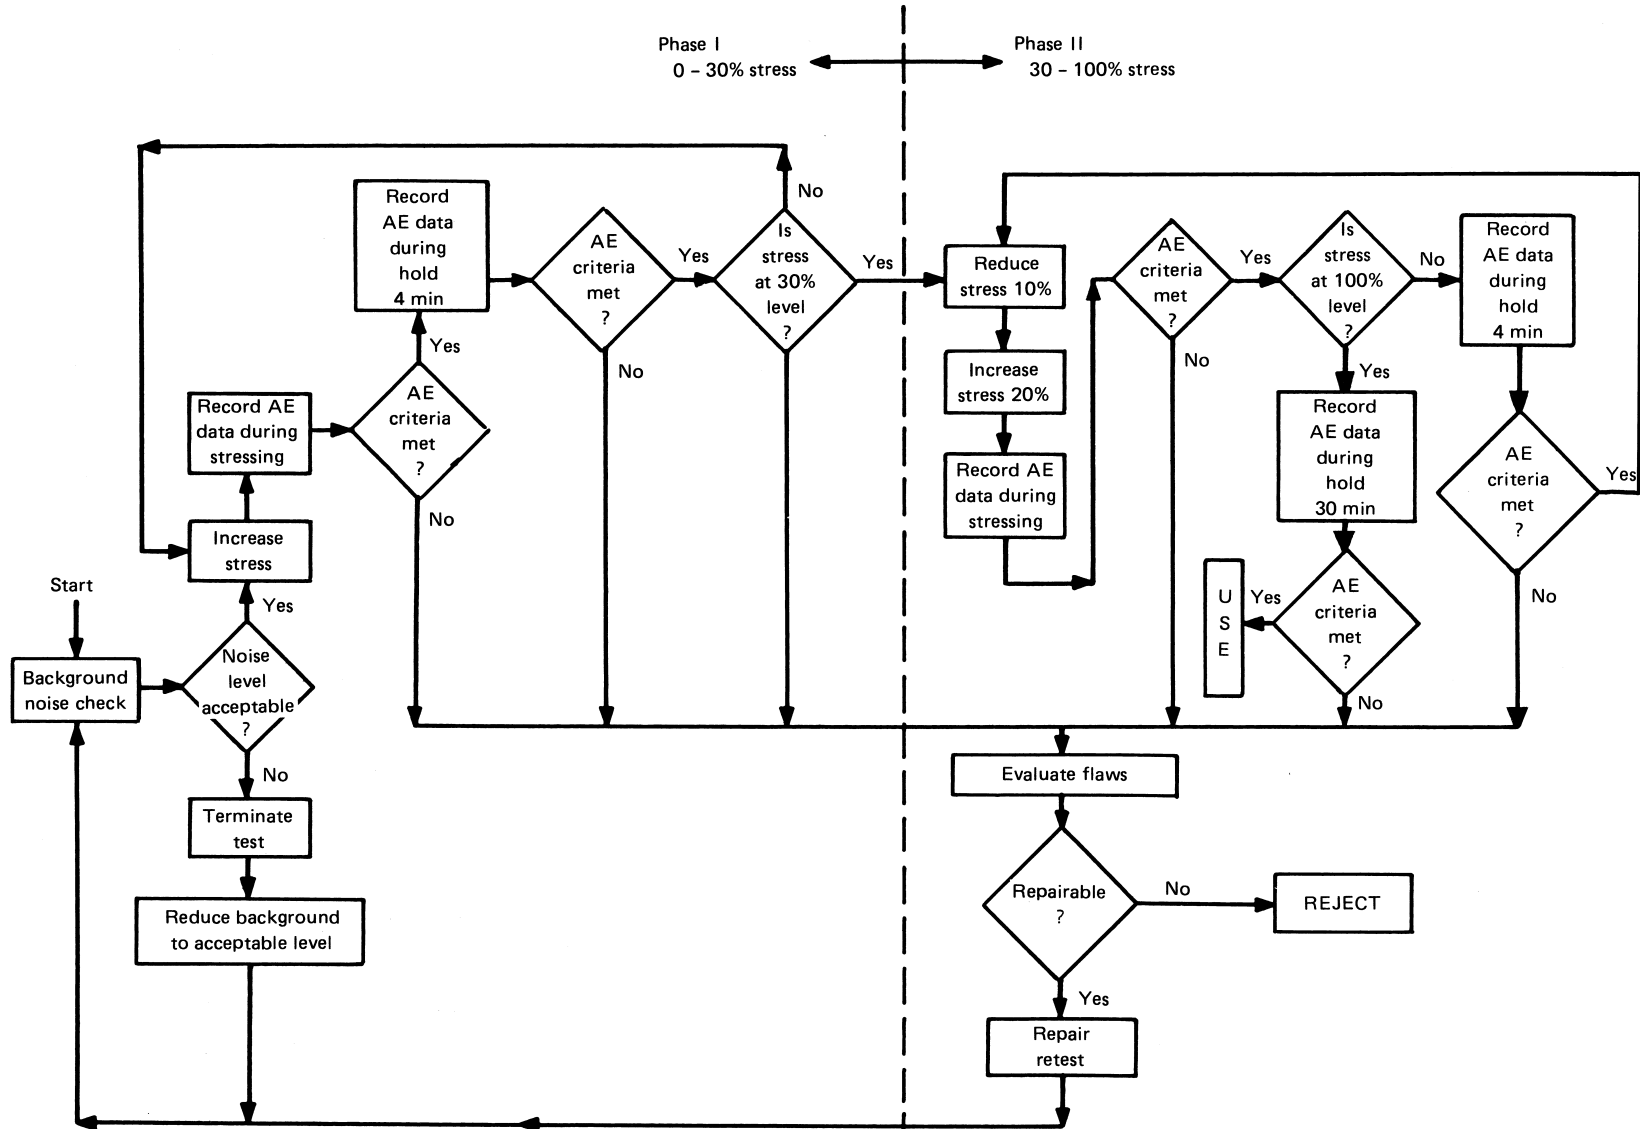 Phase I
0 – 30% stress
Phase II
30 – 100% stress
Record
AE data
during
hold
4 min
AE
criteria
met
?
Yes
Is
stress
at 30%
level
?
No
Yes
Yes
No
Record AE
data during
stressing
AE
criteria
met
?
No
Increase
stress
Start
Yes
Background
noise check
Noise
level
acceptable
?
No
Terminate
test
Reduce background
to acceptable level
Reduce
stress 10%
Increase
stress 20%
Record AE
data during
stressing
AE
criteria
met
?
Yes
No
Is
stress
at 100%
level
?
No
Yes
Record
AE data
during
hold
4 min
Record
AE data
during
hold
30 min
AE
criteria
met
?
Yes
No
U
S
E
Yes
AE
criteria
met
?
No
Evaluate flaws
Repairable
?
No
REJECT
Yes
Repair
retest